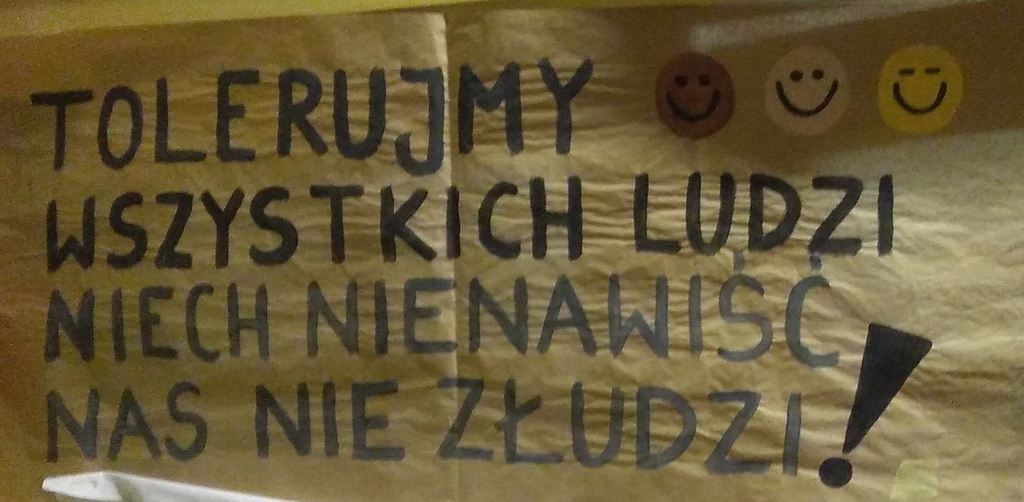 TOLERUJMY
WSZYSTKICH LUDZI
NIECH NIENAWIŚĆ
NAS NIE ZŁUDZI!